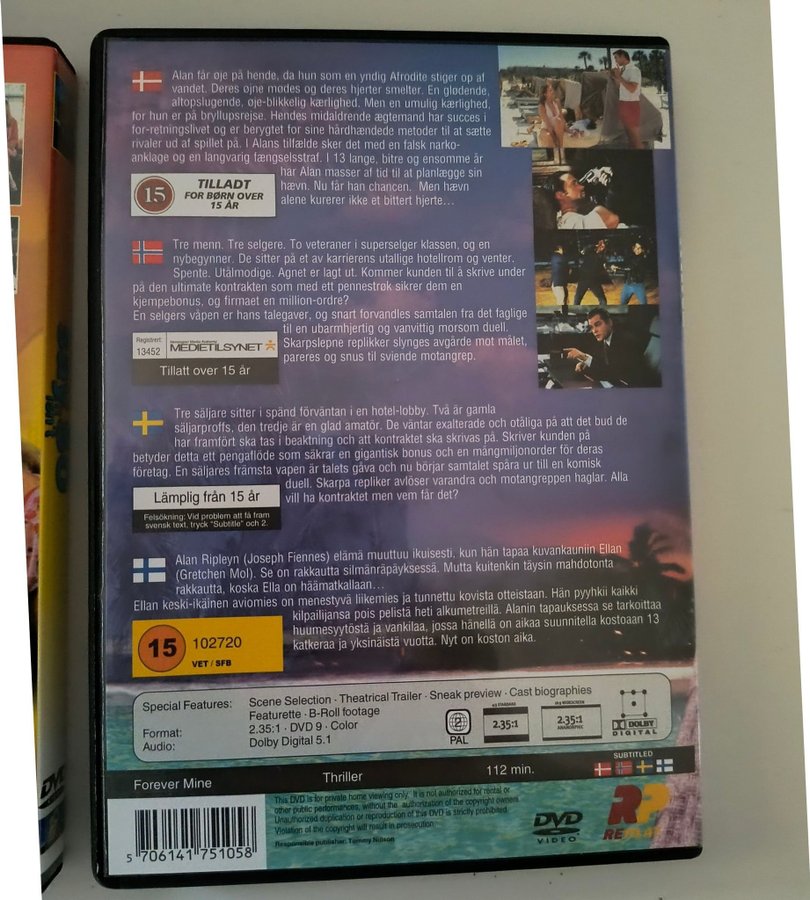 Alan får øje på hende, da hun som en yndig Afrodite stiger op af
vandet. Deres øjne mødes og deres hjerter smelter. En glødende,
altopslugende, øje-blikkelig kærlighed. Men en umulig kærlighed,
for hun er på bryllupsrejse. Hendes midaldrende ægtemand har succes i
for-retningslivet og er berygtet for sine hårdhændede metoder til at sætte
rivaler ud af spillet på. I Alans tilfælde sker det med en falsk narko-
anklage og en langvarig fængselsstraf. I 13 lange, bitre og ensomme år
har Alan masser af tid til at planlægge sin
hævn. Nu får han chancen. Men hævn
alene kurerer ikke et bittert hjerte...
15
TILLADT
FOR BØRN OVER
15 ÅR
Tre menn. Tre selgere. To veteraner i superselger klassen, og en
nybegynner. De sitter på et av karrierens utallige hotellrom og venter.
Spente. Utålmodige. Agnet er lagt ut. Kommer kunden til å skrive under
på den ultimate kontrakten som med ett pennestrøk sikrer dem en
kjempebonus, og firmaet en million-ordre?
En selgers våpen er hans talegaver, og snart forvandles samtalen fra det faglige
til en ubarmhjertig og vanvittig morsom duell.
Skarpslepne replikker slynges avgårde mot målet,
pareres og snus til sviende motangrep.
Registrert:
13452
MEDIETILSYNET
Tillatt over 15 år
Tre säljare sitter i spänd förväntan i en hotel-lobby. Två är gamla
säljarproffs, den tredje är en glad amatör. De väntar exalterade och otåliga på att det bud de
har framfört ska tas i beaktning och att kontraktet ska skrivas på. Skriver kunden på
betyder detta ett pengaflöde som säkrar en gigantisk bonus och en mångmiljonorder för deras
företag. En säljares främsta vapen är talets gåva och nu börjar samtalet spåra ur till en komisk
duell. Skarpa repliker avlöser varandra och motangreppen haglar. Alla
vill ha kontraktet men vem får det?
Lämplig från 15 år
Felsökning: Vid problem att få fram
svensk text, tryck "Subtitle" och 2.
Alan Ripleyn (Joseph Fiennes) elämä muuttuu ikuisesti, kun hän tapaa kuvankauniin Ellan
(Gretchen Mol). Se on rakkautta silmänräpäyksessä. Mutta kuitenkin täysin mahdotonta
rakkautta, koska Ella on häämatkallaan...
Ellan keski-ikäinen aviomies on menestyvä liikemies ja tunnettu kovista otteistaan. Hän pyyhkii kaikki
kilpailijansa pois pelistä heti alkumetreillä. Alanin tapauksessa se tarkoittaa
huumesyytöstä ja vankilaa, jossa hänellä on aikaa suunnitella kostoaan 13
katkeraa ja yksinäistä vuotta. Nyt on koston aika.
15
102720
VET / SFB
Special Features: Scene Selection · Theatrical Trailer · Sneak preview · Cast biographies
Featurette · B-Roll footage
Format: 2.35:1 · DVD 9 · Color
Audio: Dolby Digital 5.1
2
PAL
4:3 STANDARD
2.35:1
16:9 WIDESCREEN
2.35:1
ANAMORPHIC
DOLBY
DIGITAL
SUBTITLED
Forever Mine Thriller 112 min.
This DVD is for private home viewing only. It is not authorized for rental or
other public performances, without the authorization of the copyright owners
Unauthorized duplication or reproduction of this DVD is strictly prohibited.
Violation of the copyright will result in prosecution.
Responsible publisher: Tommy Nilsson
5 706141 751058
DVD
VIDEO
RP
REPLAY
DVD